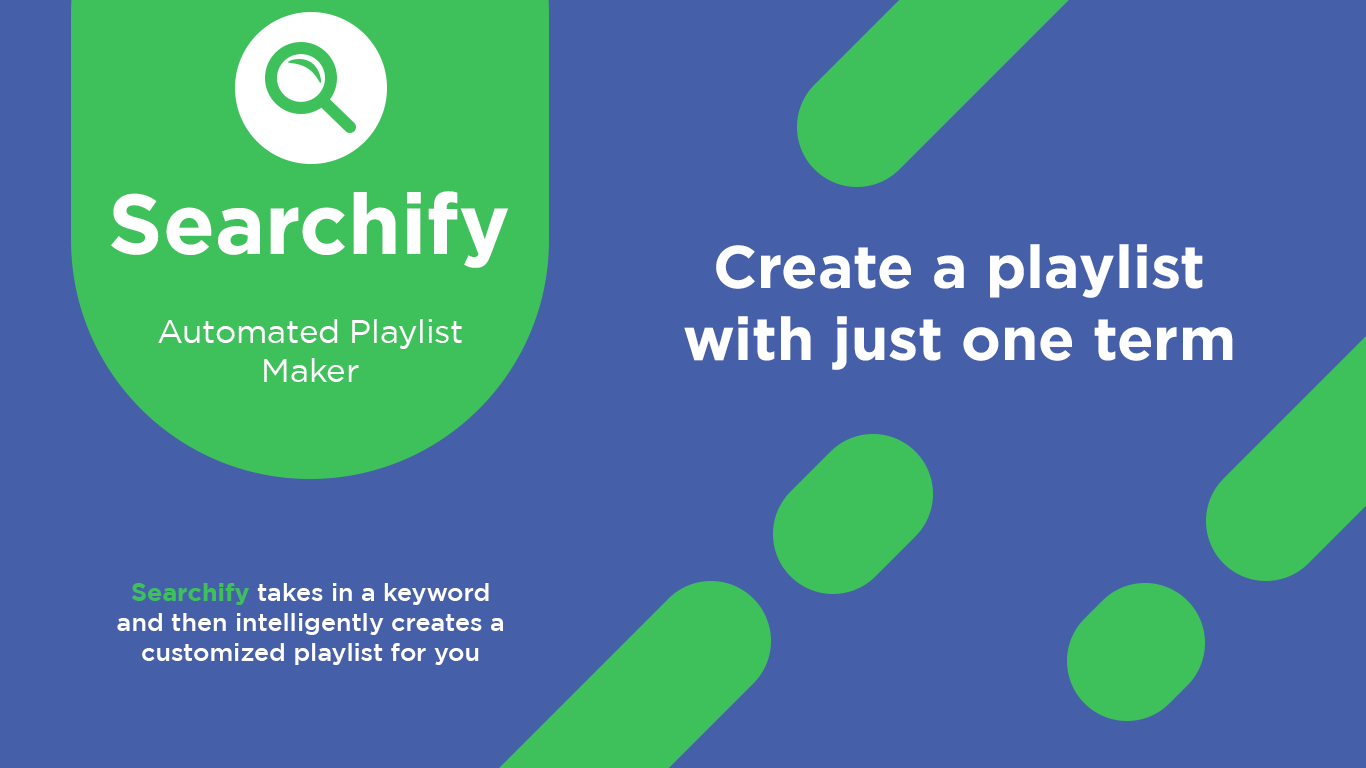 Searchify
Automated Playlist
Maker
Create a playlist
with just one term
Searchify takes in a keyword
and then intelligently creates a
customized playlist for you